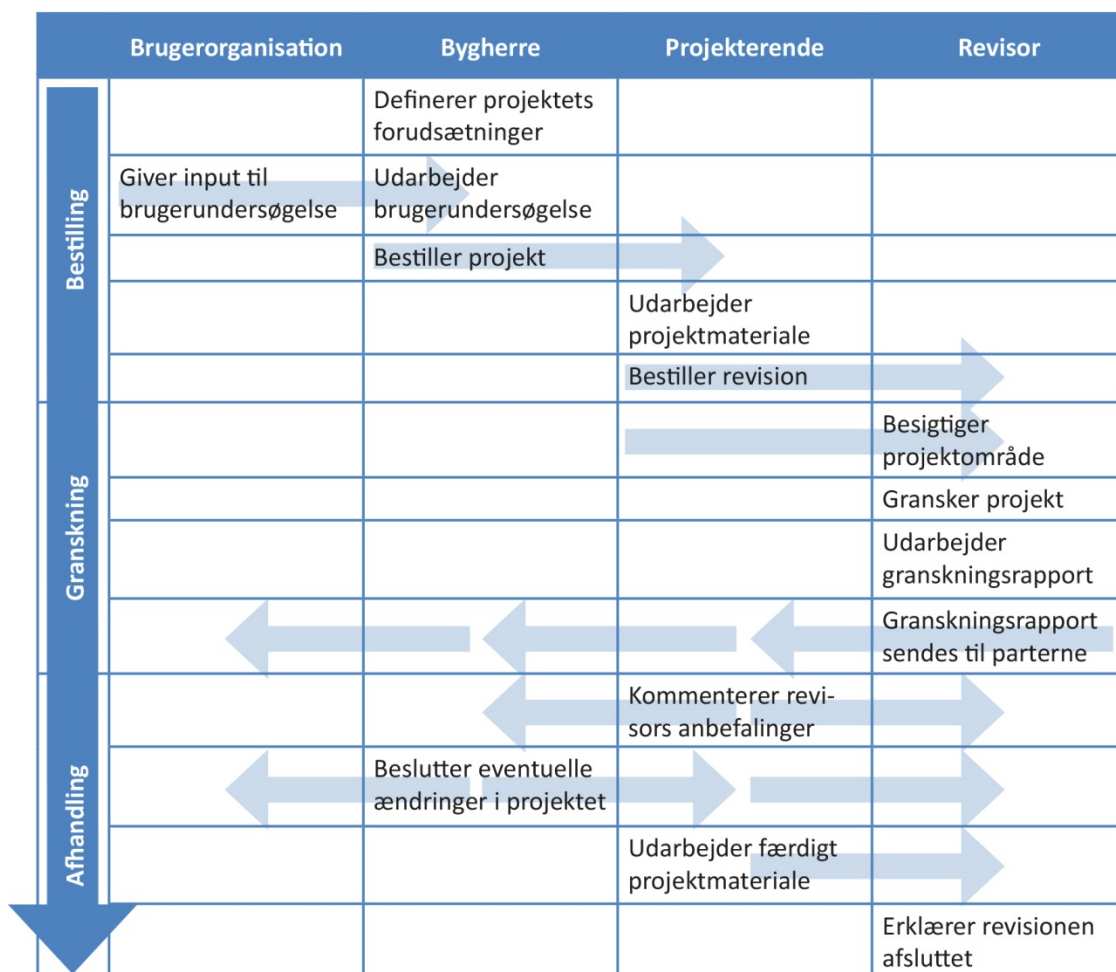 Brugerorganisation Bygherre Projekterende Revisor
Bestilling
Definerer projektets
forudsætninger
Giver input til
brugerundersøgelse
Udarbejder
brugerundersøgelse
Bestiller projekt
Udarbejder
projektmateriale
Bestiller revision
Granskning
Besigtiger
projektområde
Gransker projekt
Udarbejder
granskningsrapport
Granskningsrapport
sendes til parterne
Afhandling
Kommenterer revi-
sors anbefalinger
Beslutter eventuelle
ændringer i projektet
Udarbejder færdigt
projektmateriale
Erklærer revisionen
afsluttet